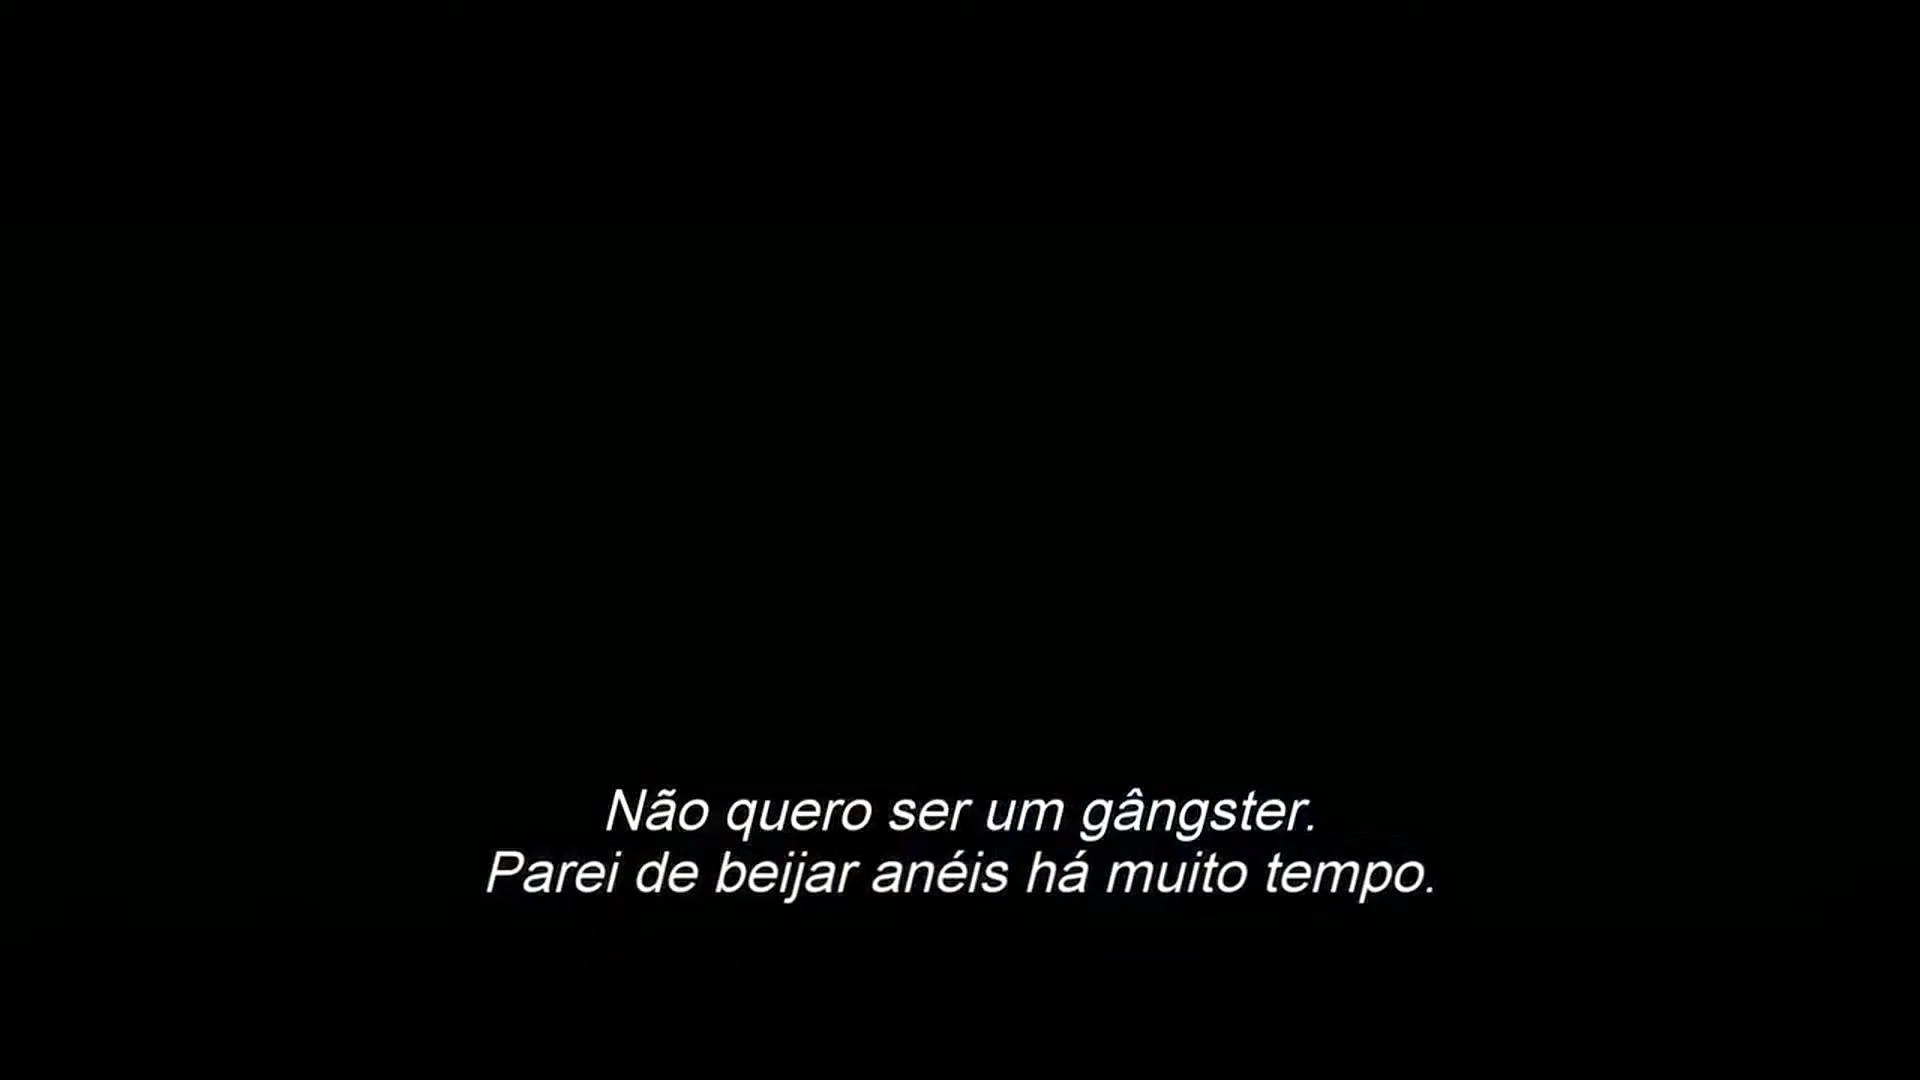 Não quero ser um gângster.
Parei de beijar anéis há muito tempo.